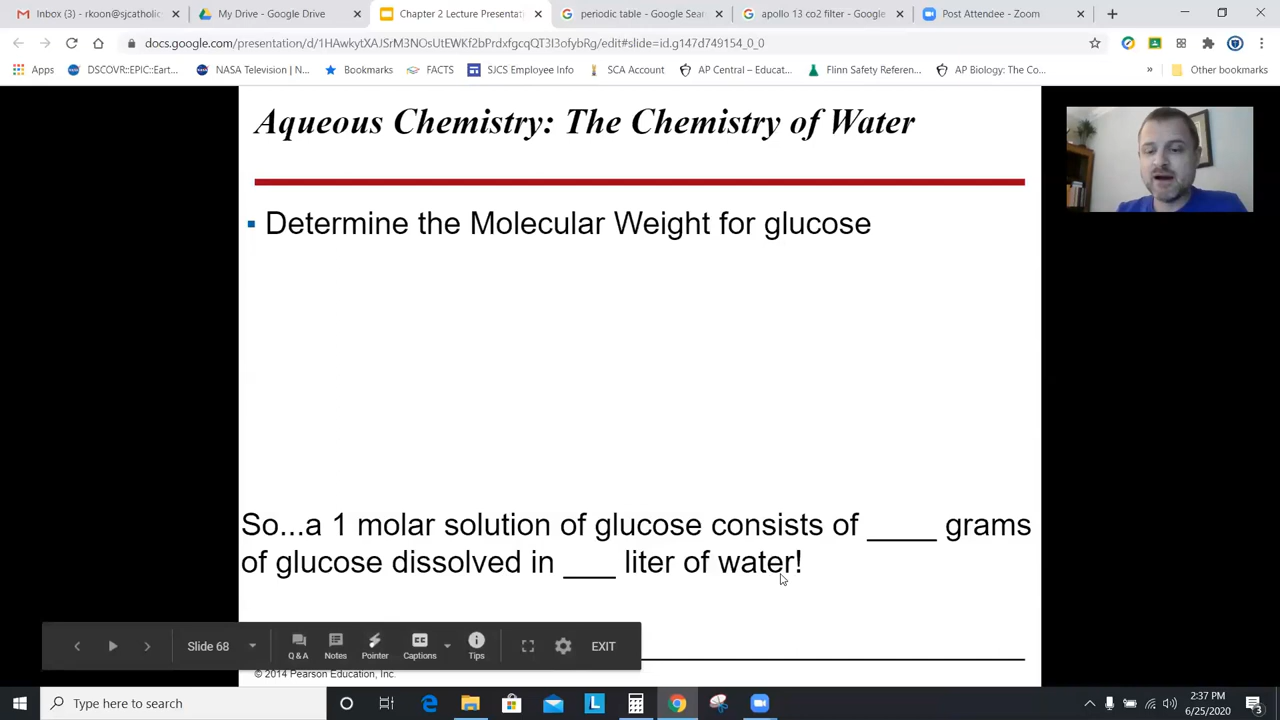 Inbox (3) - rkoon@sjcatholic
My Drive - Google Drive
Chapter 2 Lecture Presentati
periodic table - Google Sear
apollo 13 co2 filter - Google
Post Attendee - Zoom
docs.google.com/presentation/d/1HAwkytXAJSrM3NOcUtEWKf2bPrdxfqcqQT3I3ofybRg/edit#slide=id.g147d749154_0_0
Apps
DSCOVR::EPIC::Eart...
NASA Television | N...
Bookmarks
FACTS
SJCS Employee Info
SCA Account
AP Central – Educat...
Flinn Safety Referen...
AP Biology: The Co...
»
Other bookmarks
Aqueous Chemistry: The Chemistry of Water
▪ Determine the Molecular Weight for glucose
So...a 1 molar solution of glucose consists of ____ grams
of glucose dissolved in ___ liter of water!
Slide 68
Q & A
Notes
Pointer
Captions
Tips
EXIT
© 2014 Pearson Education, Inc.
Type here to search
2:37 PM
6/25/2020